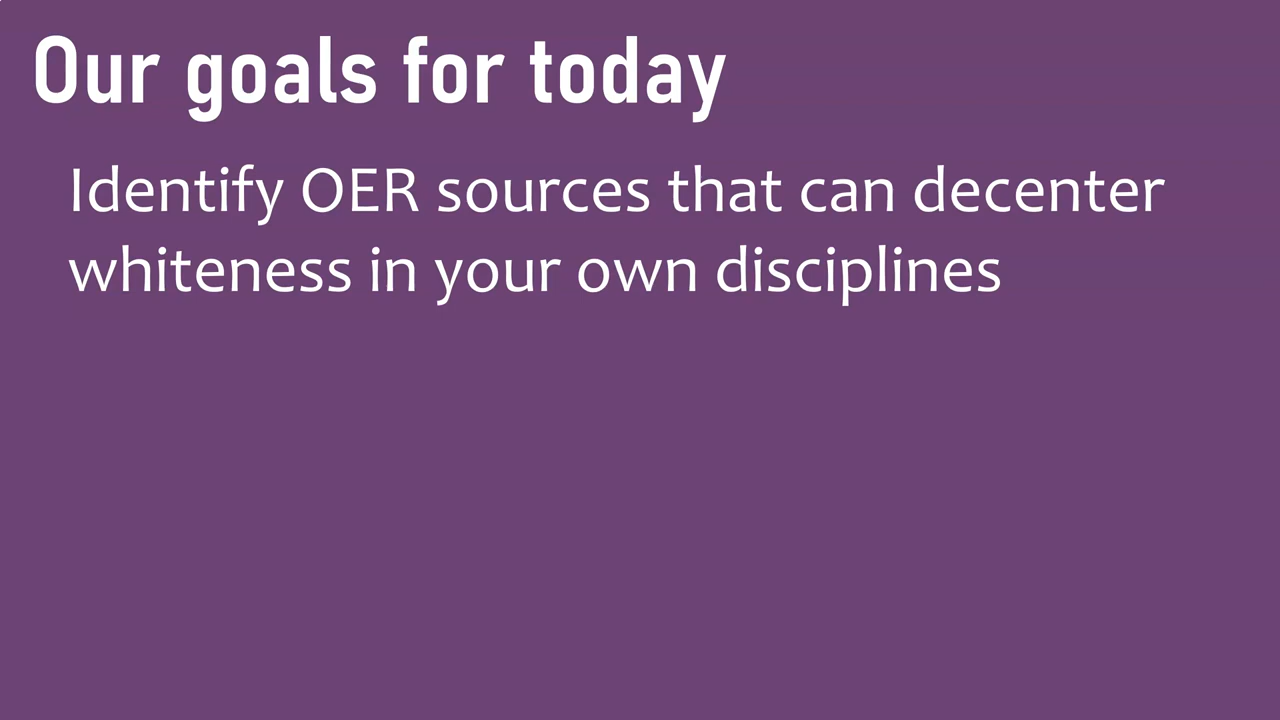 Our goals for today
Identify OER sources that can decenter
whiteness in your own disciplines